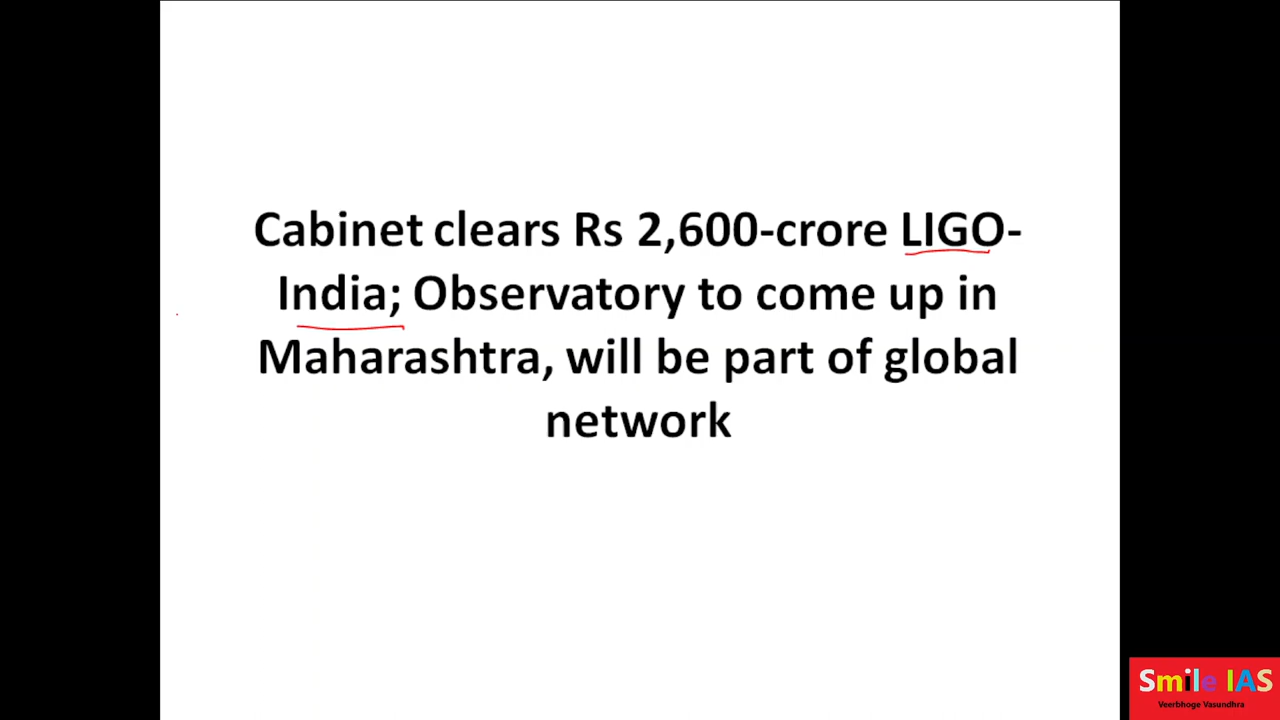 Cabinet clears Rs 2,600-crore LIGO-
India; Observatory to come up in
Maharashtra, will be part of global
network
Smile IAS
Veerbhoge Vasundhra